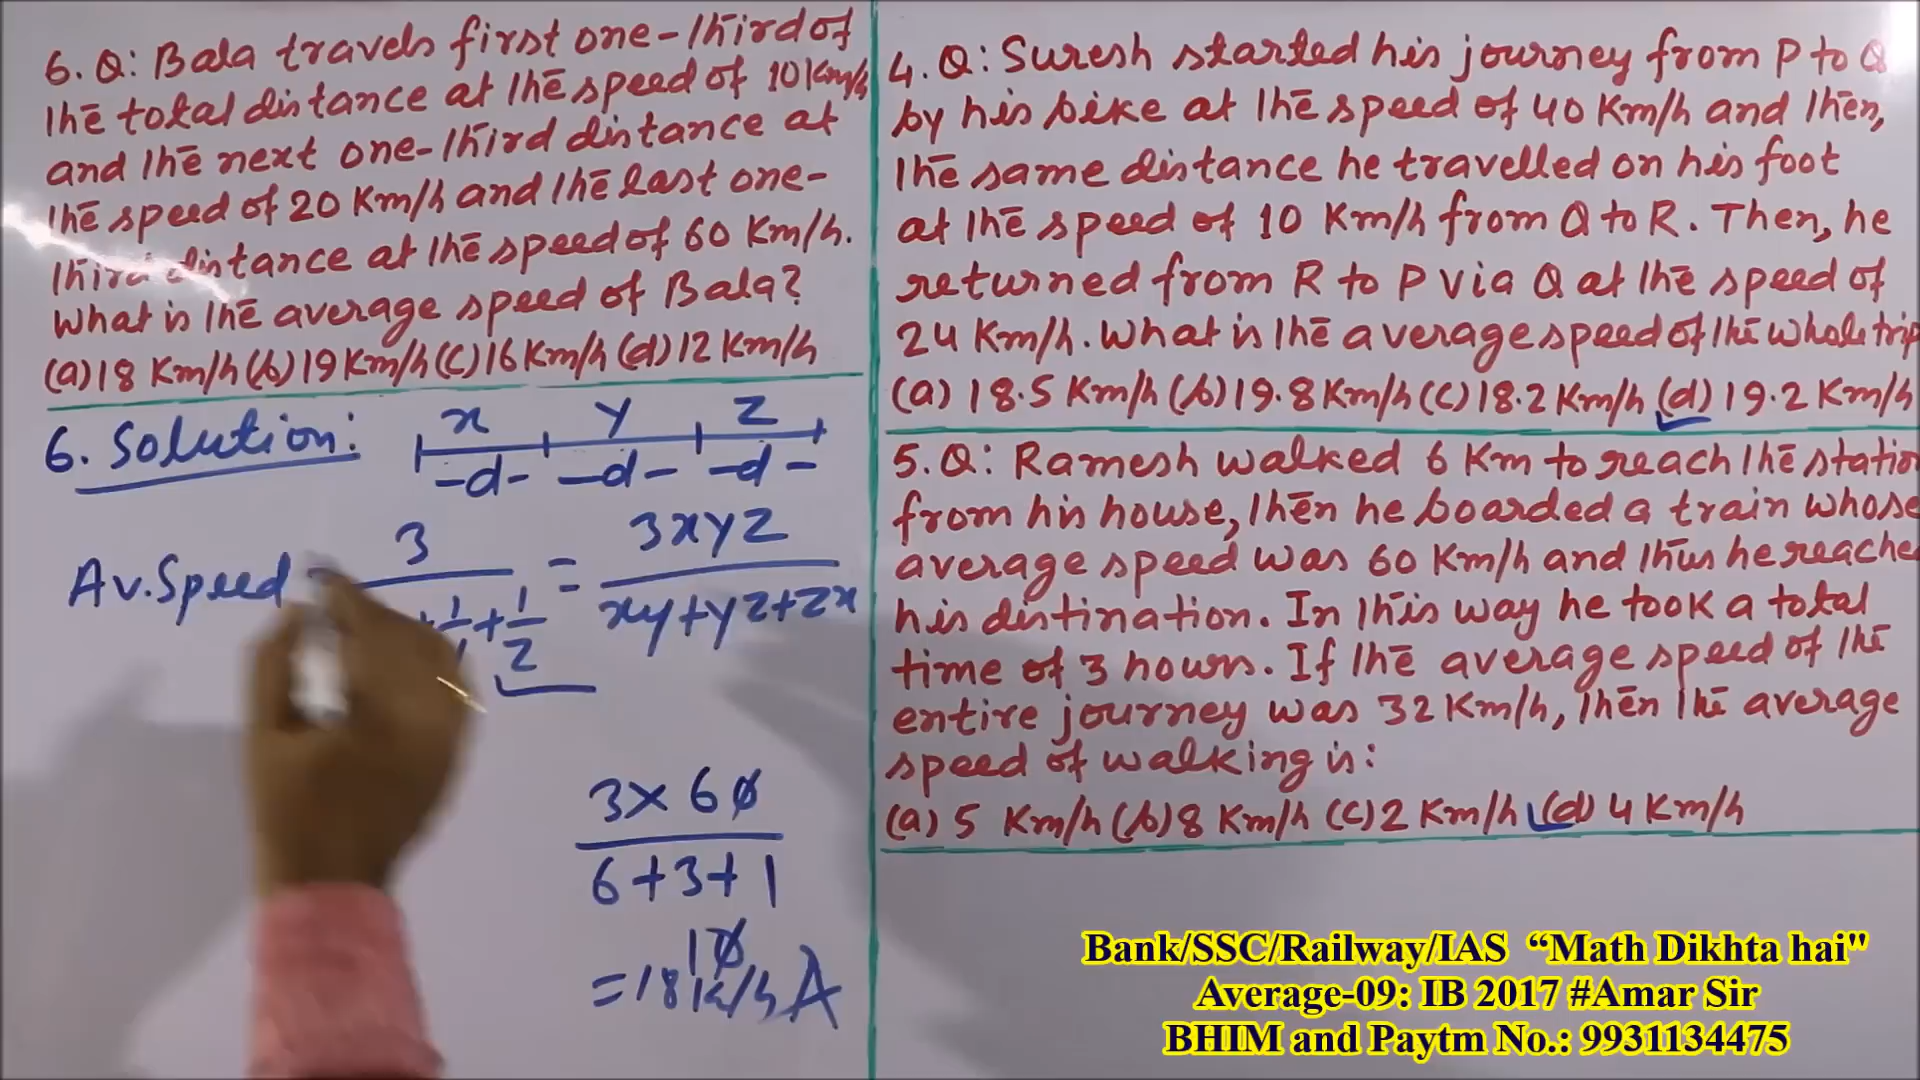 6. Q: Bala travels first one-third of
the total distance at the speed of 10 Km/h
and the next one-third distance at
the speed of 20 Km/h and the last one-
third distance at the speed of 60 Km/h.
What is the average speed of Bala?
(a) 18 Km/h (b) 19 Km/h (c) 16 Km/h (d) 12 Km/h
6. Solution:
x y z
-d- -d- -d-
Av. Speed = 3 = 3xyz
+ 1 + 1 xy+yz+zx
z
3 x 60
6+3+1
10
= 18 K/h A
4. Q: Suresh started his journey from P to Q
by his bike at the speed of 40 Km/h and then,
the same distance he travelled on his foot
at the speed of 10 Km/h from Q to R. Then, he
returned from R to P via Q at the speed of
24 Km/h. What is the average speed of the whole trip
(a) 18.5 Km/h (b) 19.8 Km/h (c) 18.2 Km/h (d) 19.2 Km/h
5. Q: Ramesh walked 6 Km to reach the station
from his house, then he boarded a train whose
average speed was 60 Km/h and thus he reache
his distination. In this way he took a total
time of 3 hours. If the average speed of the
entire journey was 32 Km/h, then the average
speed of walking is:
(a) 5 Km/h (b) 8 Km/h (c) 2 Km/h (d) 4 Km/h
Bank/SSC/Railway/IAS “Math Dikhta hai"
Average-09: IB 2017 #Amar Sir
BHIM and Paytm No.: 9931134475